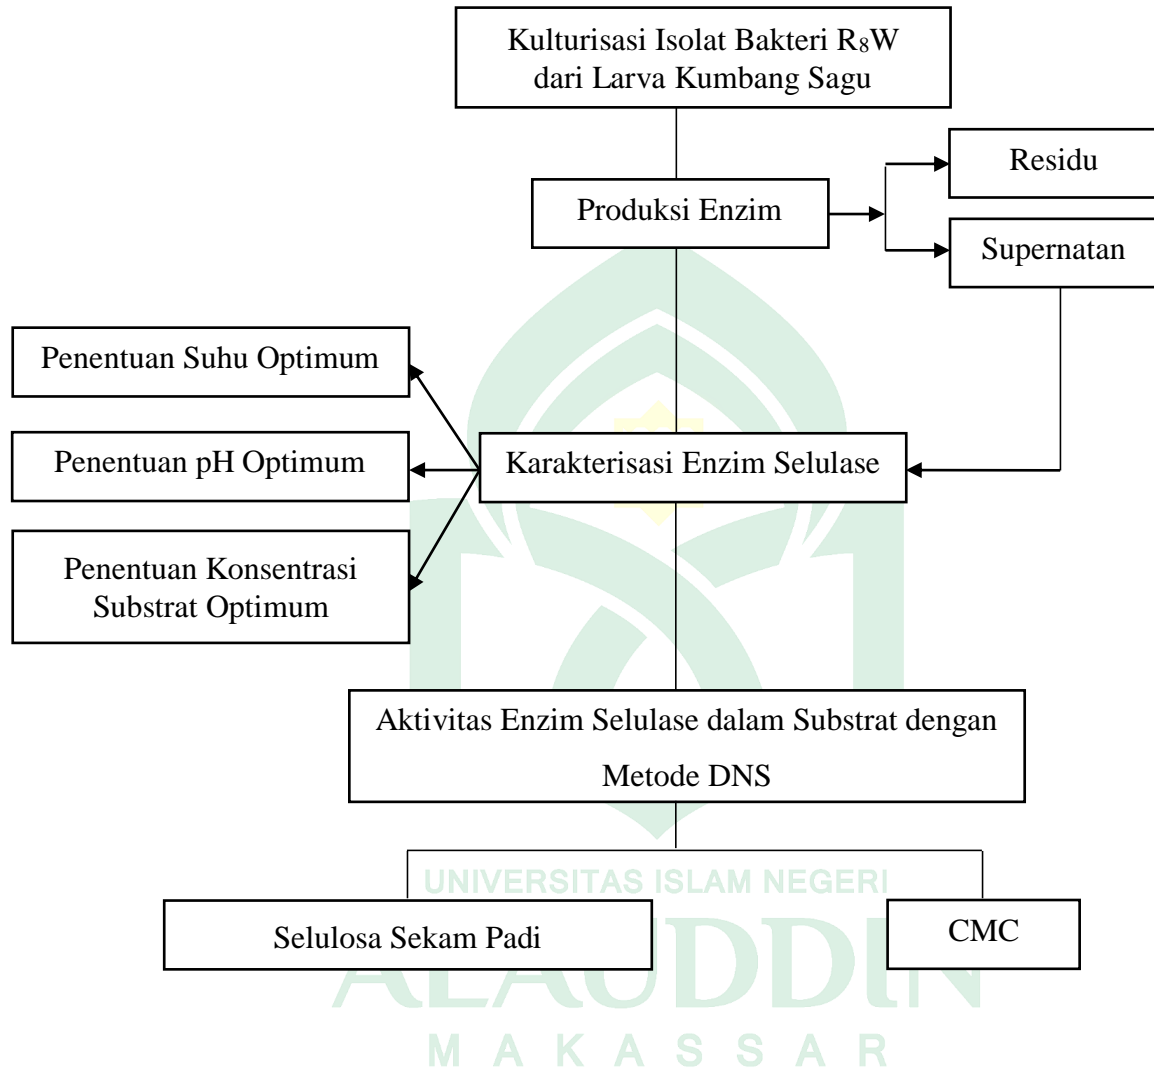 Kulturisasi Isolat Bakteri R₈W
dari Larva Kumbang Sagu
Residu
Produksi Enzim
Supernatan
Penentuan Suhu Optimum
Penentuan pH Optimum
Karakterisasi Enzim Selulase
Penentuan Konsentrasi
Substrat Optimum
Aktivitas Enzim Selulase dalam Substrat dengan
Metode DNS
UNIVERSITAS ISLAM NEGERI
Selulosa Sekam Padi
CMC
ALAUDDIN
MAKASSAR